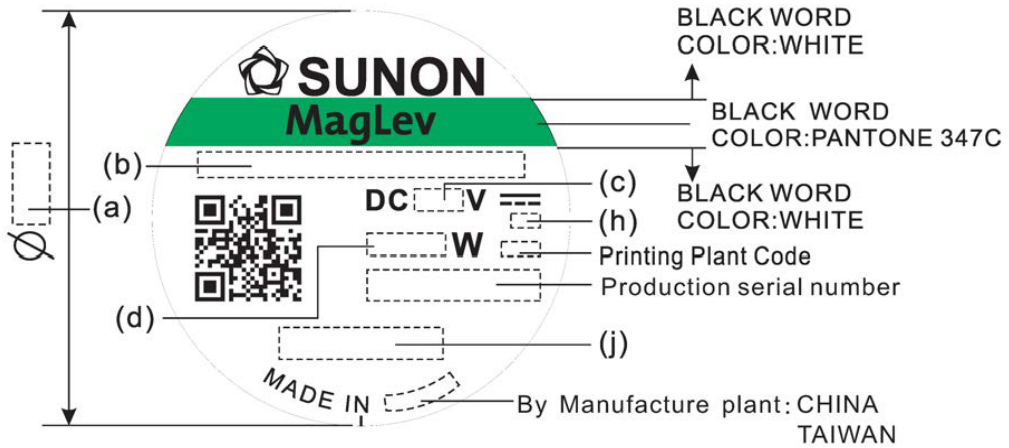 BLACK WORD
COLOR:WHITE
SUNON
MagLev
BLACK WORD
COLOR:PANTONE 347C
(b)
(a)
Ø
DC V
(c)
BLACK WORD
COLOR:WHITE
(h)
W
Printing Plant Code
Production serial number
(d)
(j)
MADE IN
By Manufacture plant: CHINA
TAIWAN